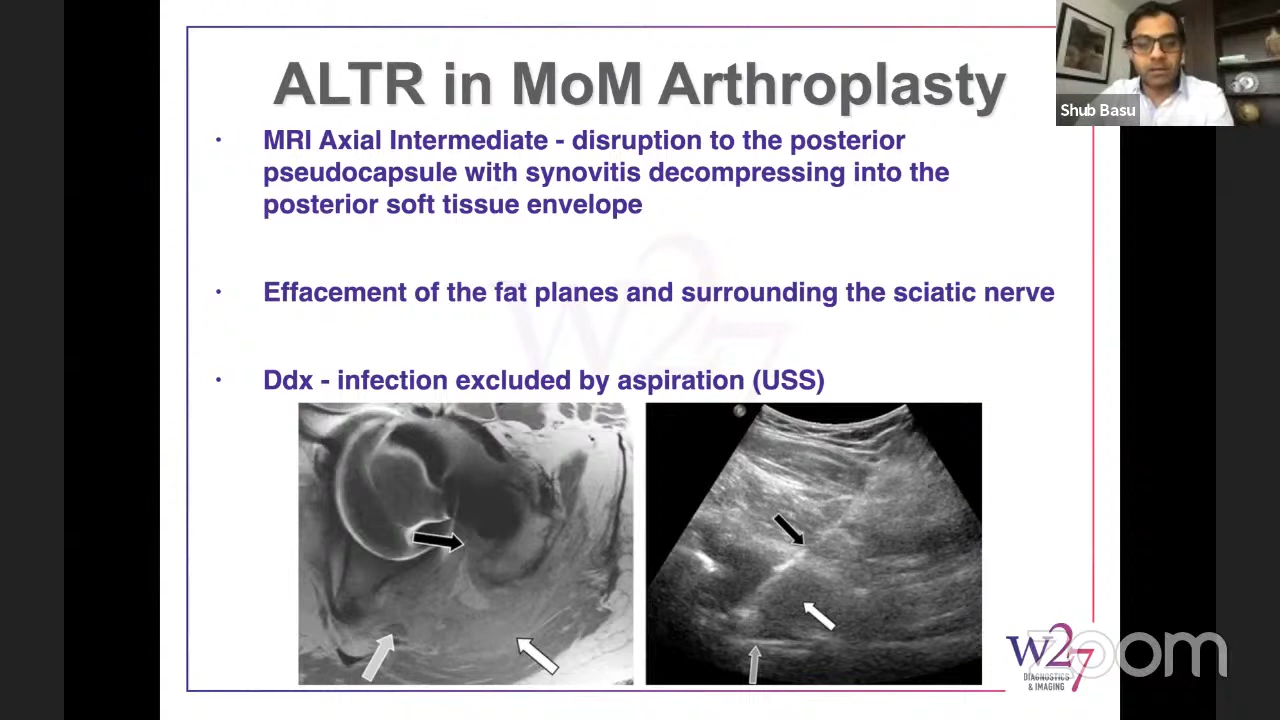 ALTR in MoM Arthroplasty
Shub Basu
• MRI Axial Intermediate - disruption to the posterior
pseudocapsule with synovitis decompressing into the
posterior soft tissue envelope
• Effacement of the fat planes and surrounding the sciatic nerve
• Ddx - infection excluded by aspiration (USS)
W27
DIAGNOSTICS
& IMAGING
zoom